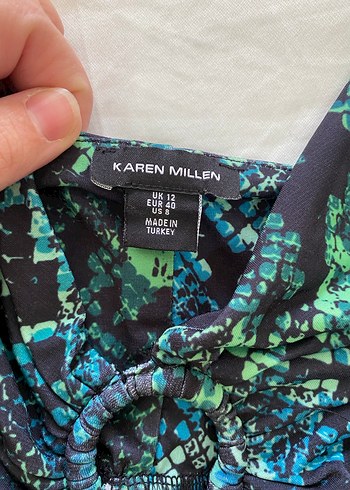 KAREN MILLEN
UK 12
EUR 40
US 8
MADE IN
TURKEY